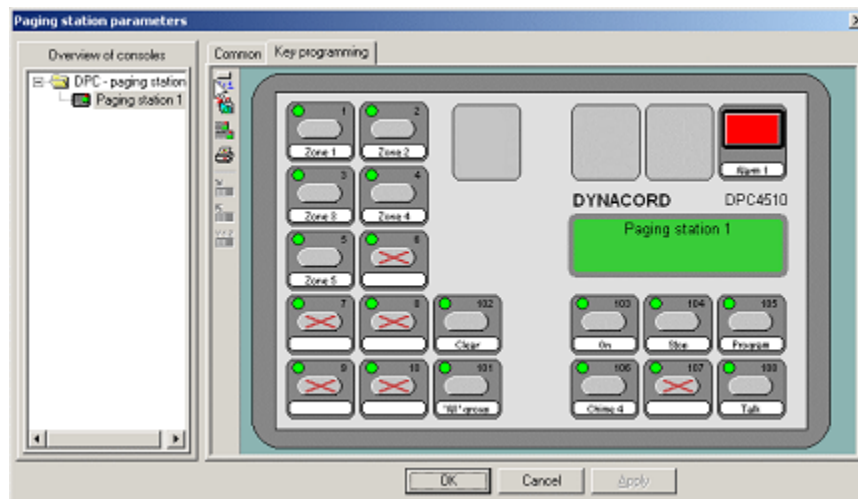 Paging station parameters
Overview of consoles
DPC - paging station
Paging station 1
Common
Key programming
1
2
Zone 1
Zone 2
Alarm 1
3
4
Zone 3
Zone 4
DYNACORD
DPC4510
Paging station 1
5
6
Zone 5
7
8
102
103
104
105
Clear
On
Stop
Program
9
10
101
106
107
108
"All" group
Chime 4
Talk
OK
Cancel
Apply